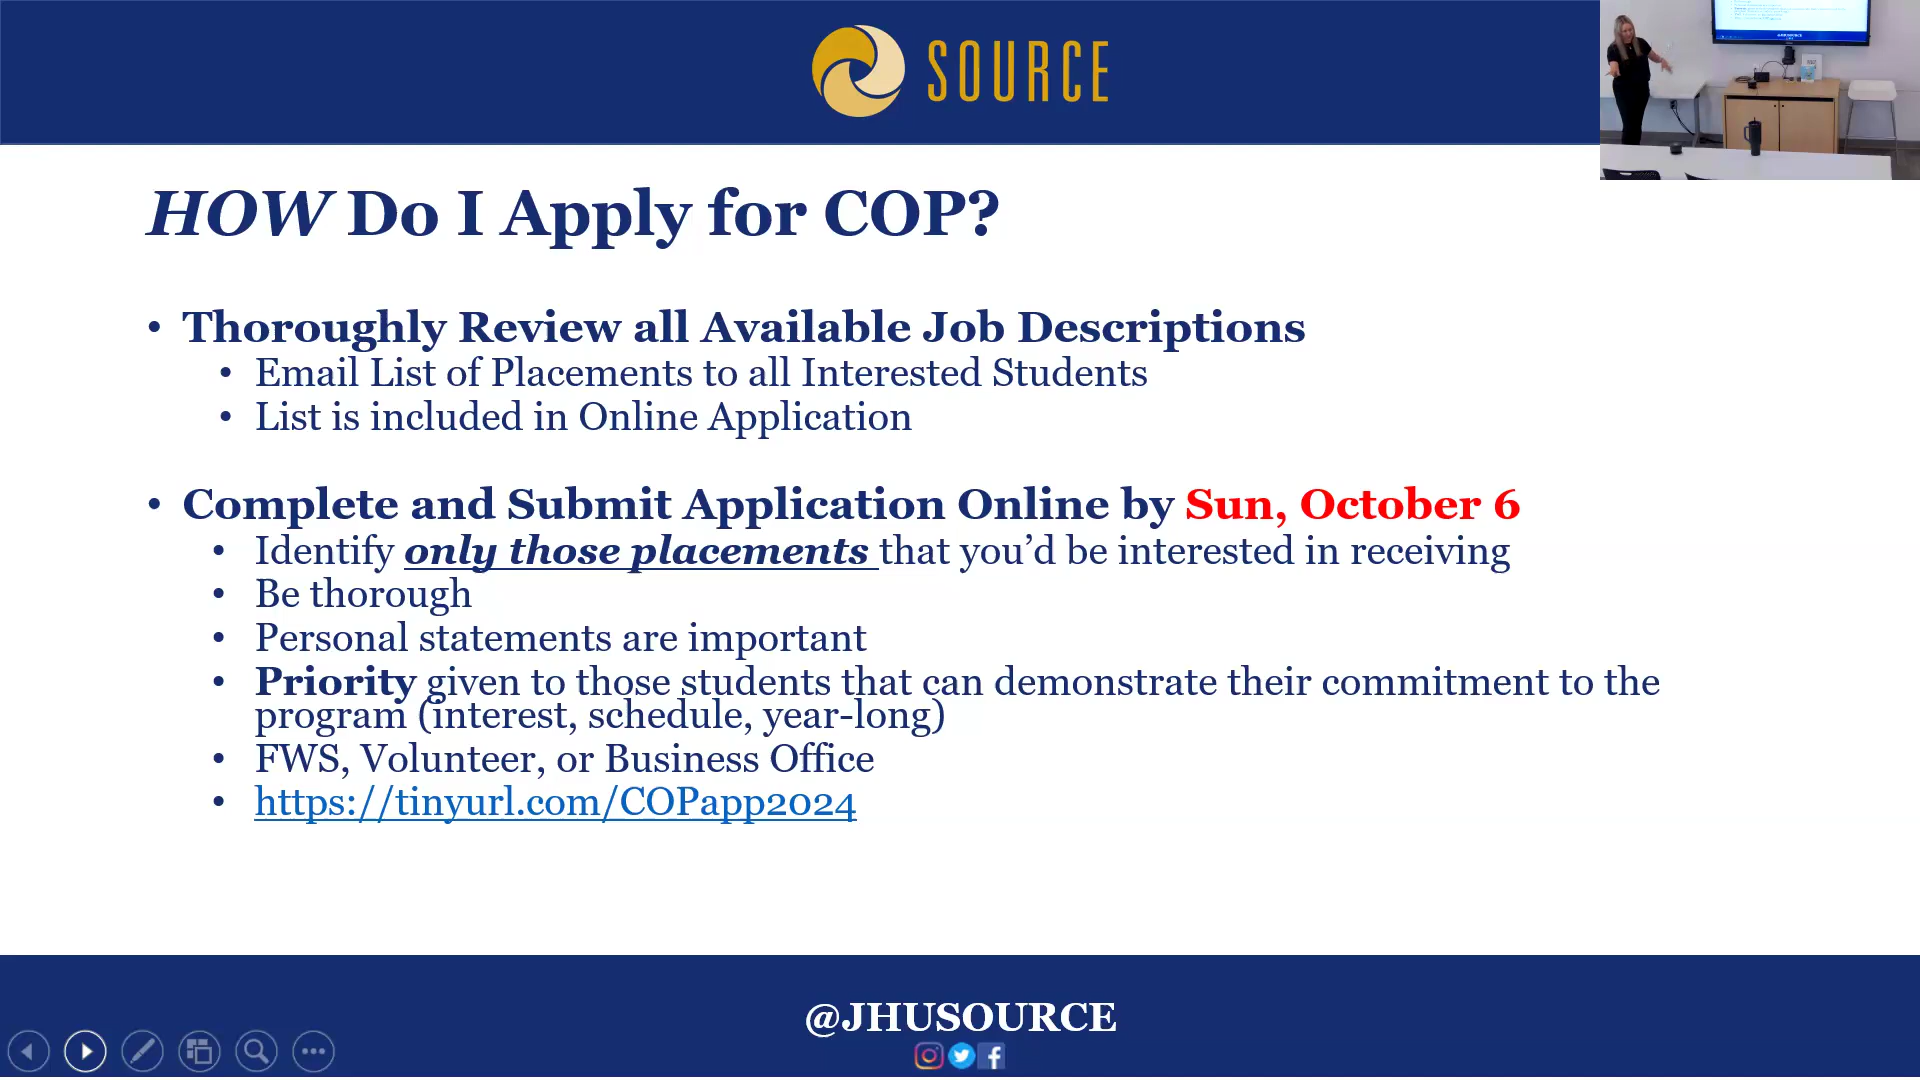 SOURCE
HOW Do I Apply for COP?
• Thoroughly Review all Available Job Descriptions
• Email List of Placements to all Interested Students
• List is included in Online Application
• Complete and Submit Application Online by Sun, October 6
• Identify only those placements that you’d be interested in receiving
• Be thorough
• Personal statements are important
• Priority given to those students that can demonstrate their commitment to the
program (interest, schedule, year-long)
• FWS, Volunteer, or Business Office
• https://tinyurl.com/COPapp2024
@JHUSOURCE